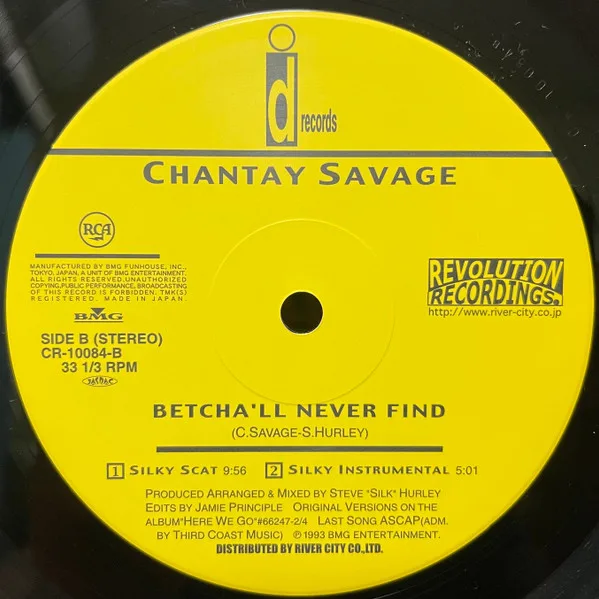 id records
CHANTAY SAVAGE
RCA
MANUFACTURED BY BMG FUNHOUSE, INC.,
TOKYO, JAPAN, A UNIT OF BMG ENTERTAINMENT.
ALL RIGHTS RESERVED.UNAUTHORIZED
COPYING,PUBLIC PERFORMANCE, BROADCASTING
OF THIS RECORD IS FORBIDDEN. TMK(S)
REGISTERED. MADE IN JAPAN.
BMG
REVOLUTION
RECORDINGS.
http://www.river-city.co.jp
SIDE B (STEREO)
CR-10084-B
33 1/3 RPM
JASRAC
BETCHA'LL NEVER FIND
(C.SAVAGE-S.HURLEY)
1 SILKY SCAT 9:56 2 SILKY INSTRUMENTAL 5:01
PRODUCED ARRANGED & MIXED BY STEVE "SILK" HURLEY
EDITS BY JAMIE PRINCIPLE ORIGINAL VERSIONS ON THE
ALBUM"HERE WE GO"#66247-2/4 LAST SONG ASCAP(ADM.
BY THIRD COAST MUSIC) ℗1993 BMG ENTERTAINMENT.
DISTRIBUTED BY RIVER CITY CO.,LTD.